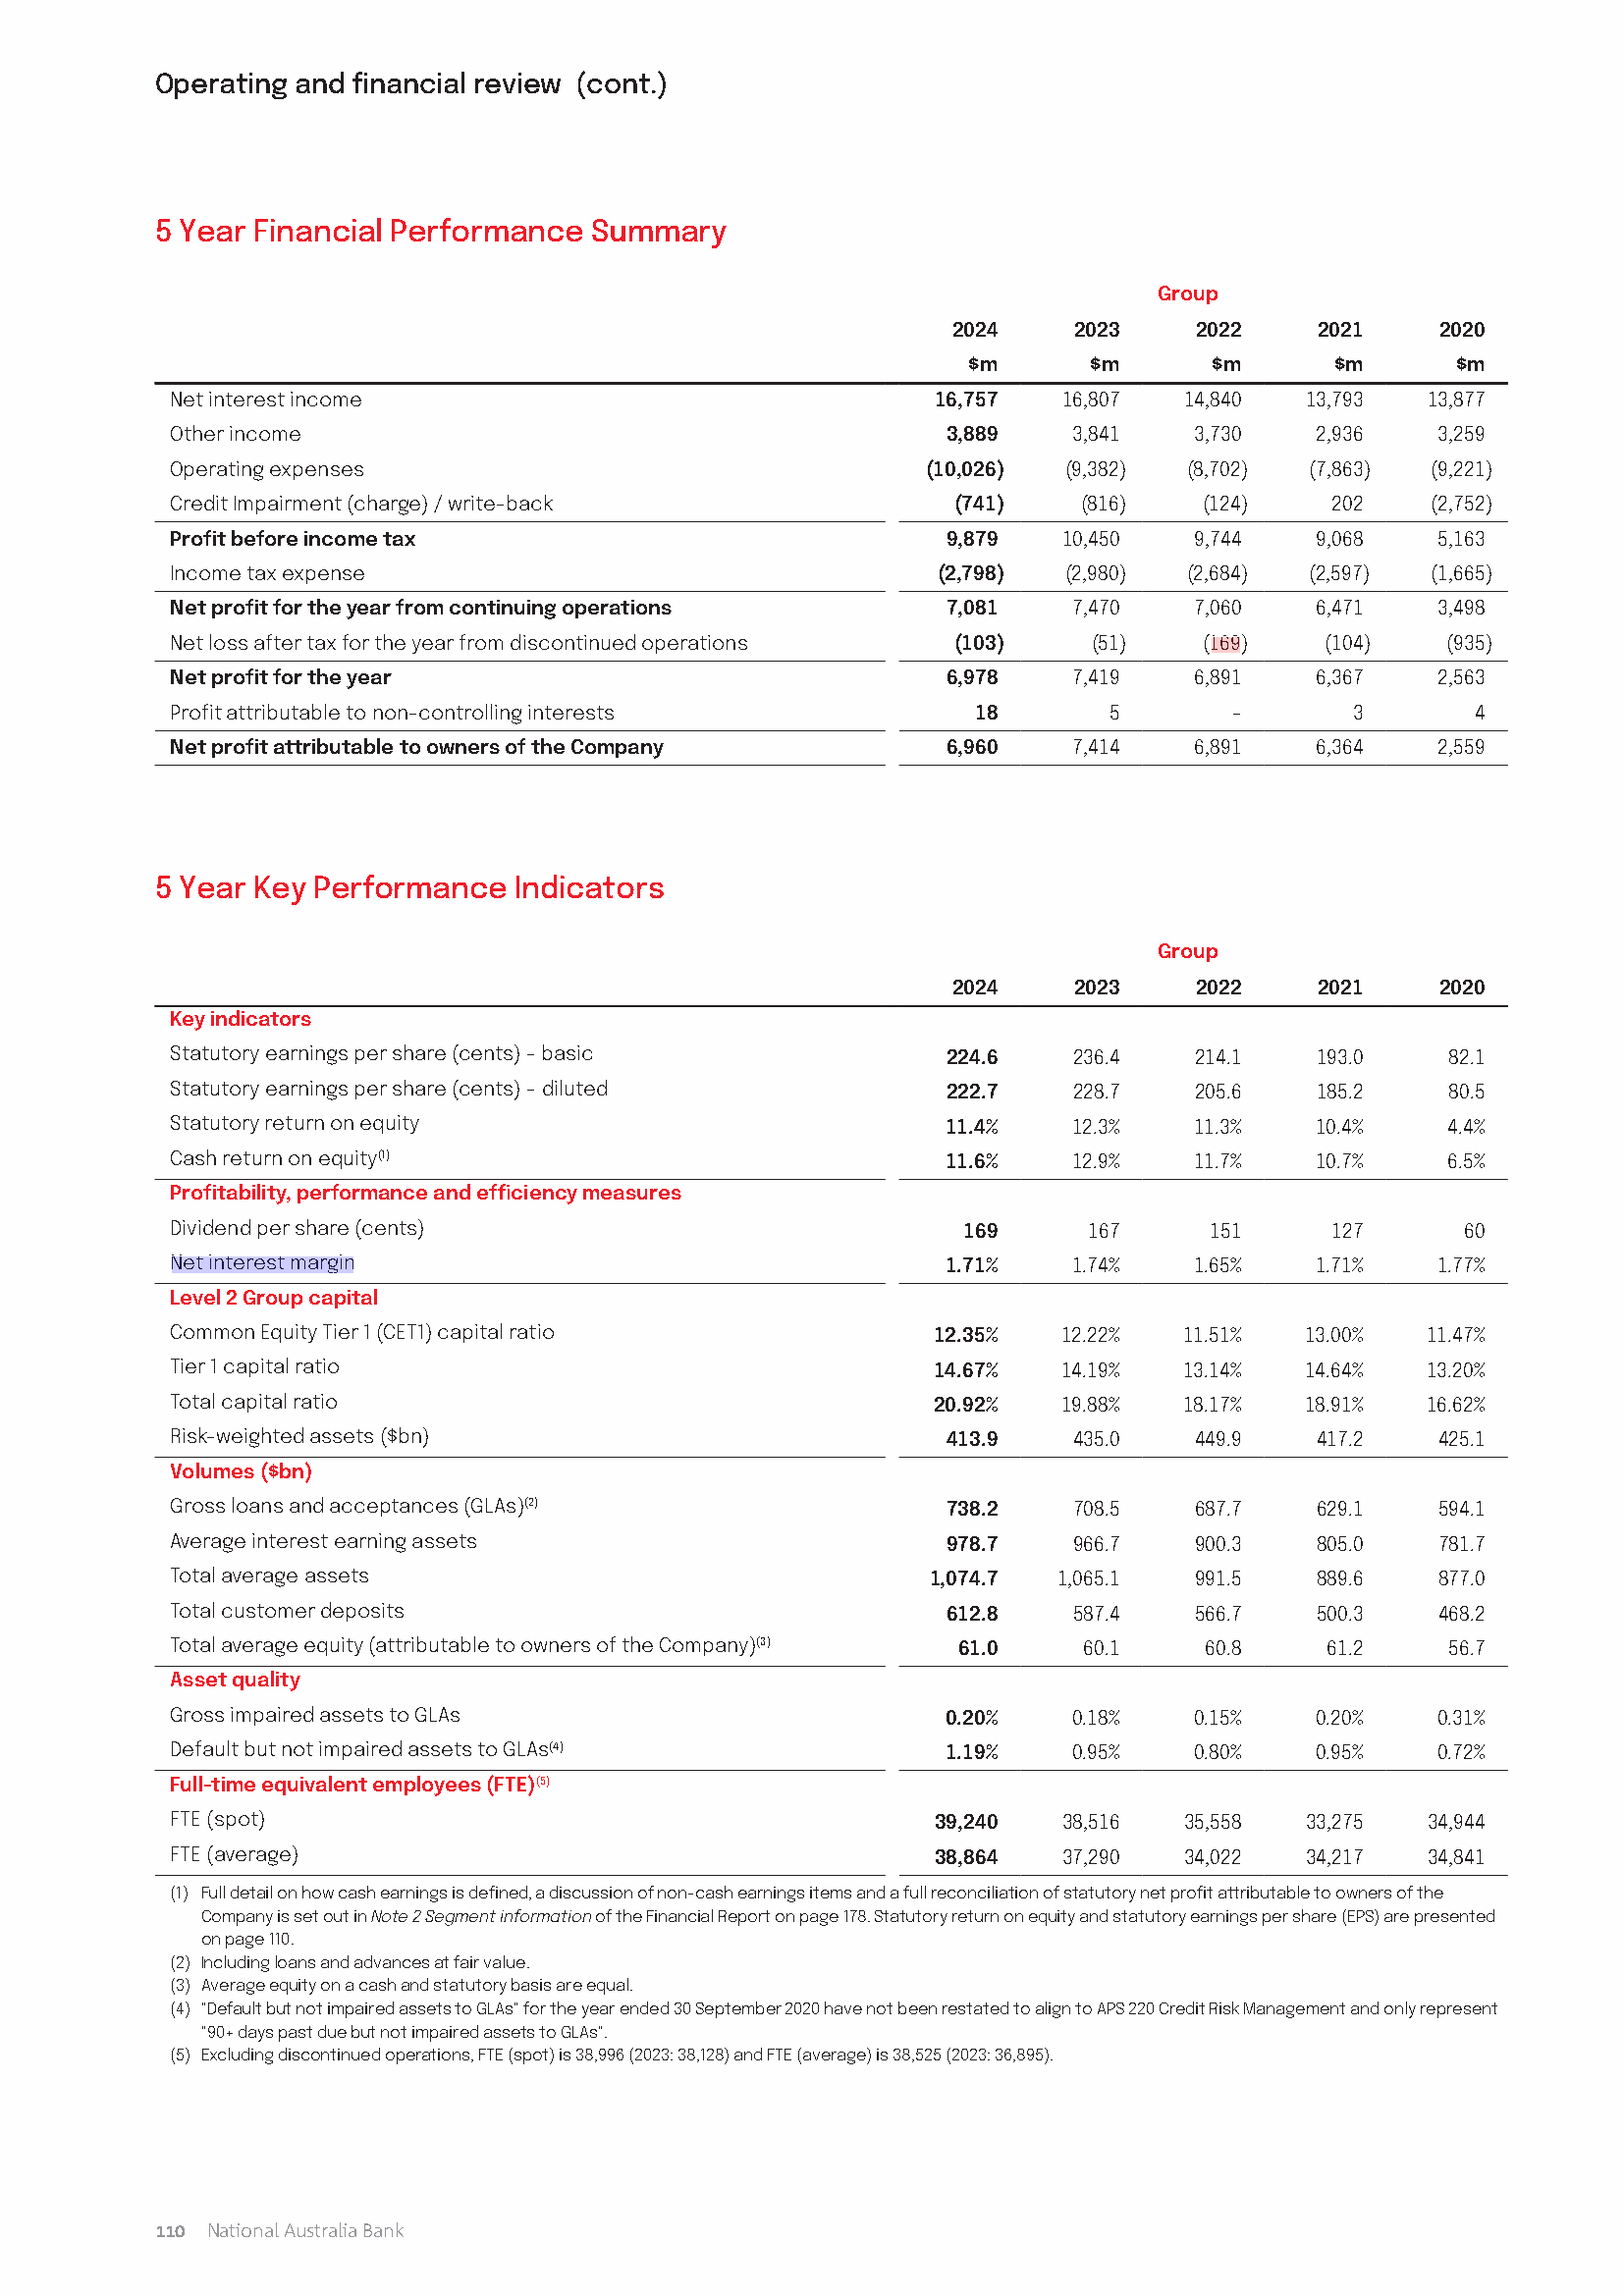 Operating and financial review (cont.)
5 Year Financial Performance Summary
Group
2024 2023 2022 2021 2020
$m $m $m $m $m
Net interest income 16,757 16,807 14,840 13,793 13,877
Other income 3,889 3,841 3,730 2,936 3,259
Operating expenses (10,026) (9,382) (8,702) (7,863) (9,221)
Credit Impairment (charge) / write-back (741) (816) (124) 202 (2,752)
Profit before income tax 9,879 10,450 9,744 9,068 5,163
Income tax expense (2,798) (2,980) (2,684) (2,597) (1,665)
Net profit for the year from continuing operations 7,081 7,470 7,060 6,471 3,498
Net loss after tax for the year from discontinued operations (103) (51) (169) (104) (935)
Net profit for the year 6,978 7,419 6,891 6,367 2,563
Profit attributable to non-controlling interests 18 5 - 3 4
Net profit attributable to owners of the Company 6,960 7,414 6,891 6,364 2,559
5 Year Key Performance Indicators
Group
2024 2023 2022 2021 2020
Key indicators
Statutory earnings per share (cents) - basic 224.6 236.4 214.1 193.0 82.1
Statutory earnings per share (cents) - diluted 222.7 228.7 205.6 185.2 80.5
Statutory return on equity 11.4% 12.3% 11.3% 10.4% 4.4%
Cash return on equity(1) 11.6% 12.9% 11.7% 10.7% 6.5%
Profitability, performance and efficiency measures
Dividend per share (cents) 169 167 151 127 60
Net interest margin 1.71% 1.74% 1.65% 1.71% 1.77%
Level 2 Group capital
Common Equity Tier 1 (CET1) capital ratio 12.35% 12.22% 11.51% 13.00% 11.47%
Tier 1 capital ratio 14.67% 14.19% 13.14% 14.64% 13.20%
Total capital ratio 20.92% 19.88% 18.17% 18.91% 16.62%
Risk-weighted assets ($bn) 413.9 435.0 449.9 417.2 425.1
Volumes ($bn)
Gross loans and acceptances (GLAs)(2) 738.2 708.5 687.7 629.1 594.1
Average interest earning assets 978.7 966.7 900.3 805.0 781.7
Total average assets 1,074.7 1,065.1 991.5 889.6 877.0
Total customer deposits 612.8 587.4 566.7 500.3 468.2
Total average equity (attributable to owners of the Company)(3) 61.0 60.1 60.8 61.2 56.7
Asset quality
Gross impaired assets to GLAs 0.20% 0.18% 0.15% 0.20% 0.31%
Default but not impaired assets to GLAs(4) 1.19% 0.95% 0.80% 0.95% 0.72%
Full-time equivalent employees (FTE)(5)
FTE (spot) 39,240 38,516 35,558 33,275 34,944
FTE (average) 38,864 37,290 34,022 34,217 34,841
(1) Full detail on how cash earnings is defined, a discussion of non-cash earnings items and a full reconciliation of statutory net profit attributable to owners of the
Company is set out in Note 2 Segment information of the Financial Report on page 178. Statutory return on equity and statutory earnings per share (EPS) are presented
on page 110.
(2) Including loans and advances at fair value.
(3) Average equity on a cash and statutory basis are equal.
(4) "Default but not impaired assets to GLAs" for the year ended 30 September 2020 have not been restated to align to APS 220 Credit Risk Management and only represent
"90+ days past due but not impaired assets to GLAs".
(5) Excluding discontinued operations, FTE (spot) is 38,996 (2023: 38,128) and FTE (average) is 38,525 (2023: 36,895).
110 National Australia Bank